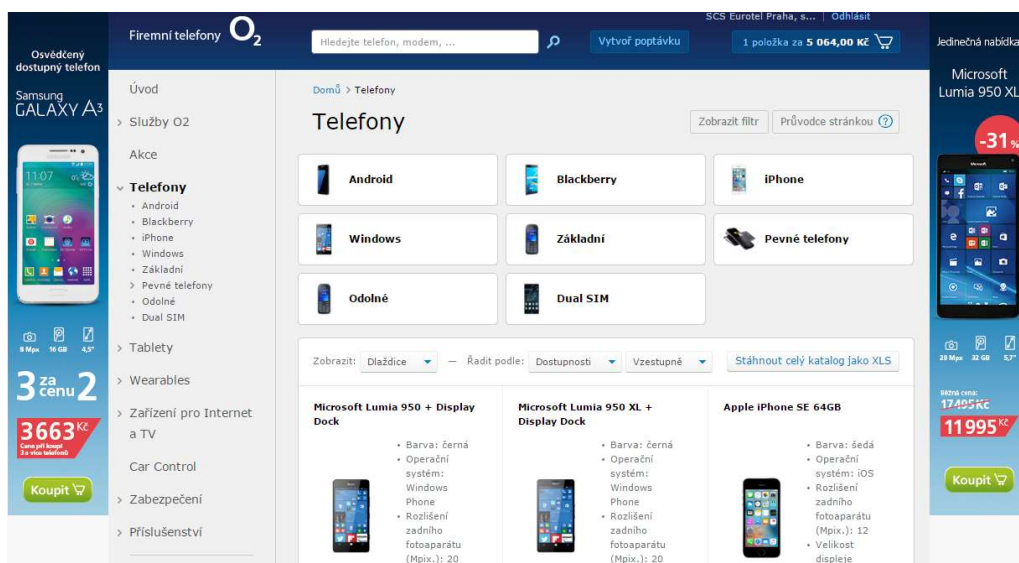 Osvědčený
dostupný telefon
Samsung
GALAXY A3
11:07
8 Mpx 16 GB 4,5"
3 za cenu 2
3663 Kč
Cena při koupi
3 a více telefonů
Koupit
Firemní telefony O2
Hledejte telefon, modem, ...
Vytvoř poptávku
SCS Eurotel Praha, s... | Odhlásit
1 položka za 5 064,00 Kč
Úvod
> Služby O2
Akce
Telefony
• Android
• Blackberry
• iPhone
• Windows
• Základní
> Pevné telefony
• Odolné
• Dual SIM
> Tablety
> Wearables
> Zařízení pro Internet
a TV
Car Control
> Zabezpečení
> Příslušenství
Domů > Telefony
Telefony
Zobrazit filtr
Průvodce stránkou ?
Android
Blackberry
iPhone
Windows
Základní
Pevné telefony
Odolné
Dual SIM
Zobrazit: Dlaždice — Řadit podle: Dostupnosti Vzestupně Stáhnout celý katalog jako XLS
Microsoft Lumia 950 + Display
Dock
• Barva: černá
• Operační
systém:
Windows
Phone
• Rozlišení
zadního
fotoaparátu
(Mpix.): 20
Microsoft Lumia 950 XL +
Display Dock
• Barva: černá
• Operační
systém:
Windows
Phone
• Rozlišení
zadního
fotoaparátu
(Mpix.): 20
Apple iPhone SE 64GB
• Barva: šedá
• Operační
systém: iOS
• Rozlišení
zadního
fotoaparátu
(Mpix.): 12
• Velikost
displeje
Jedinečná nabídka
Microsoft
Lumia 950 XL
-31 %
20 Mpx 32 GB 5,7"
Běžná cena:
17495 Kč
11995 Kč
Koupit